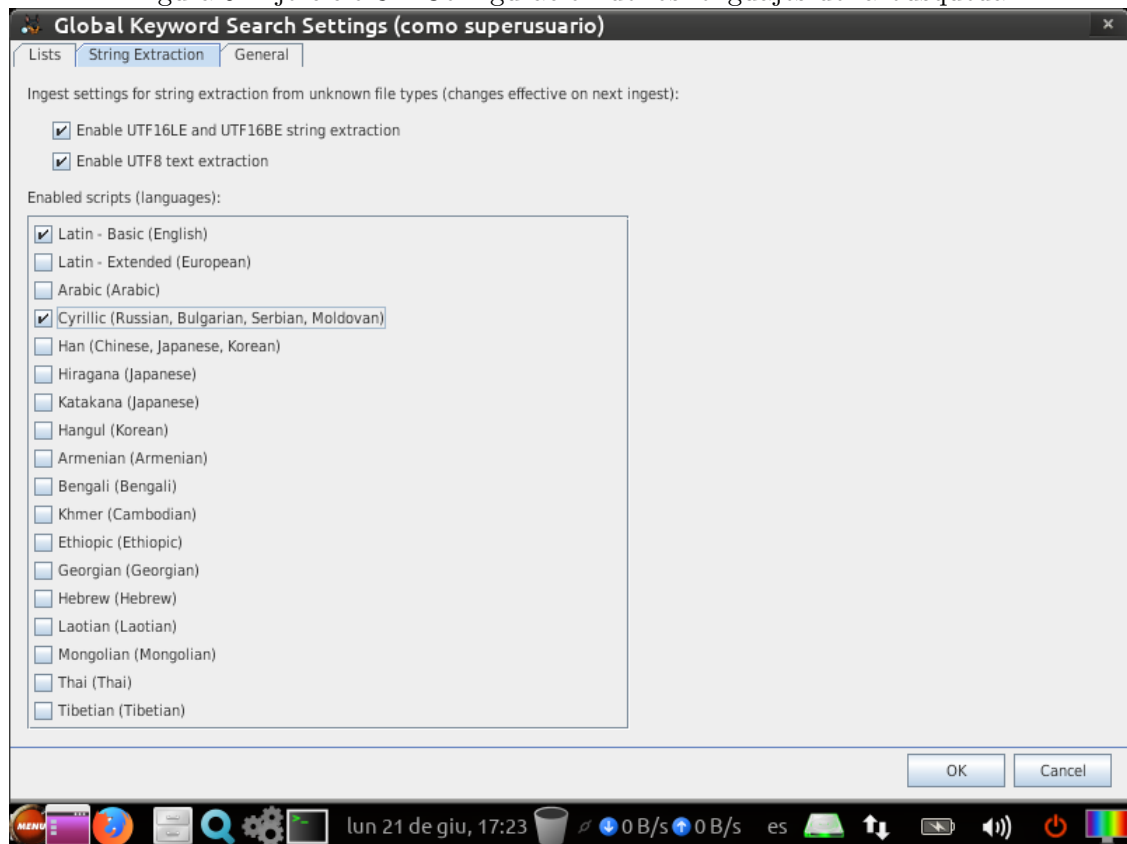 Global Keyword Search Settings (como superusuario)
Lists String Extraction General
Ingest settings for string extraction from unknown file types (changes effective on next ingest):
Enable UTF16LE and UTF16BE string extraction
Enable UTF8 text extraction
Enabled scripts (languages):
Latin - Basic (English)
Latin - Extended (European)
Arabic (Arabic)
Cyrillic (Russian, Bulgarian, Serbian, Moldovan)
Han (Chinese, Japanese, Korean)
Hiragana (Japanese)
Katakana (Japanese)
Hangul (Korean)
Armenian (Armenian)
Bengali (Bengali)
Khmer (Cambodian)
Ethiopic (Ethiopic)
Georgian (Georgian)
Hebrew (Hebrew)
Laotian (Laotian)
Mongolian (Mongolian)
Thai (Thai)
Tibetian (Tibetian)
OK Cancel
MENU lun 21 de giu, 17:23 0 B/s 0 B/s es